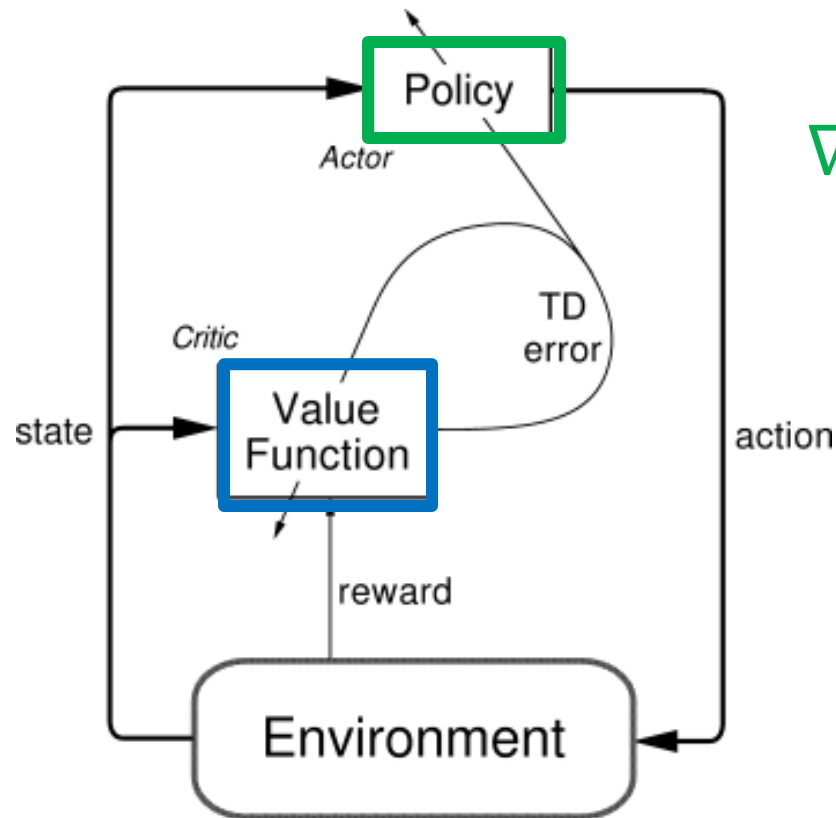 Policy
Actor
∇
TD
error
Critic
Value
Function
state
action
reward
Environment